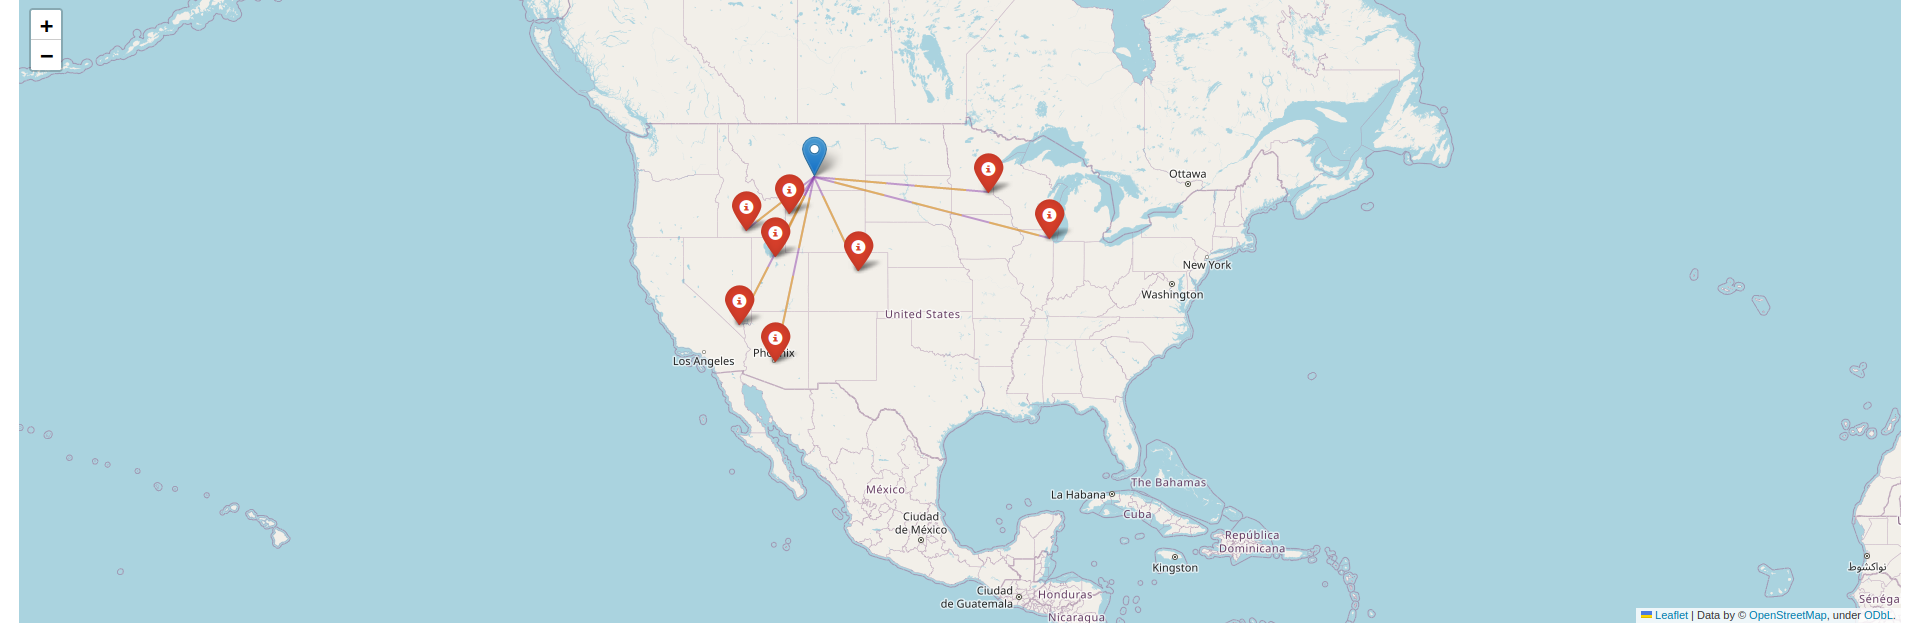 +
−
Ottawa
New York
Washington
United States
Los Angeles
La Habana
The Bahamas
México
Cuba
Ciudad
de México
República
Dominicana
Kingston
نواكشوط
Ciudad
de Guatemala
Honduras
Nicaragua
Sénéga
Leaflet | Data by © OpenStreetMap, under ODbL.